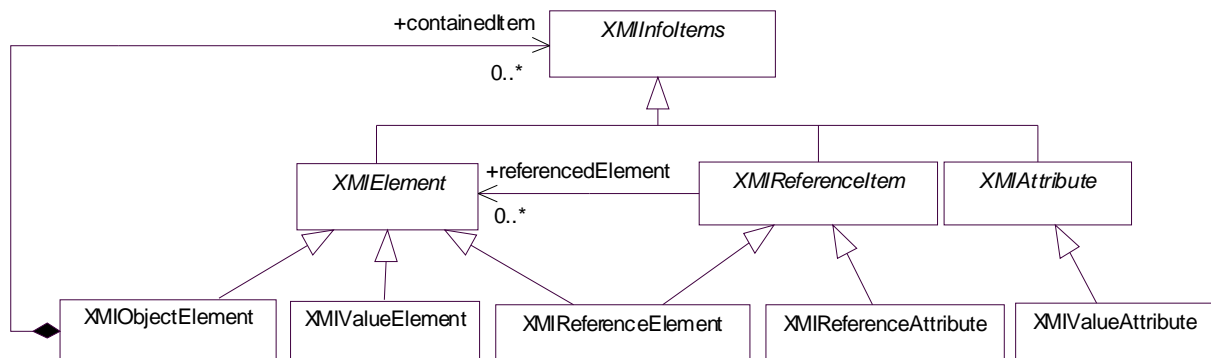 +containedItem
XMIInfoItems
0..*
XMIElement
+referencedElement
0..*
XMIReferenceItem
XMIAttribute
XMIObjectElement
XMIValueElement
XMIReferenceElement
XMIReferenceAttribute
XMIValueAttribute